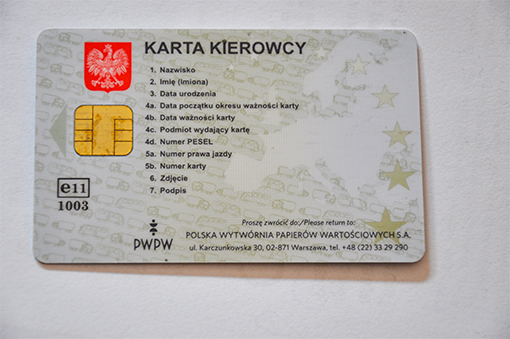 KARTA KIEROWCY
1. Nazwisko
2. Imię (imiona)
3. Data urodzenia
4a. Data początku okresu ważności karty
4b. Data ważności karty
4c. Podmiot wydający kartę
4d. Numer PESEL
5a. Numer prawa jazdy
5b. Numer karty
6. Zdjęcie
7. Podpis
e11
1003
PWPW
Proszę zwrócić do:/Please return to:
POLSKA WYTWÓRNIA PAPIERÓW WARTOŚCIOWYCH S.A.
ul. Karczunkowska 30, 02-871 Warszawa, tel. +48 (22) 33 29 290